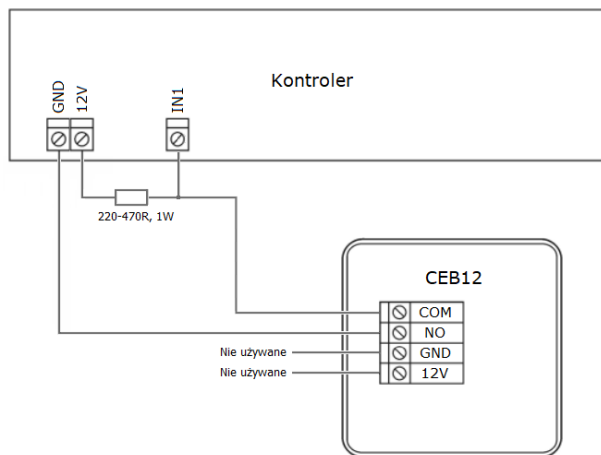 GND
12V
IN1
Kontroler
220-470R, 1W
CEB12
COM
NO
Nie używane
GND
Nie używane
12V